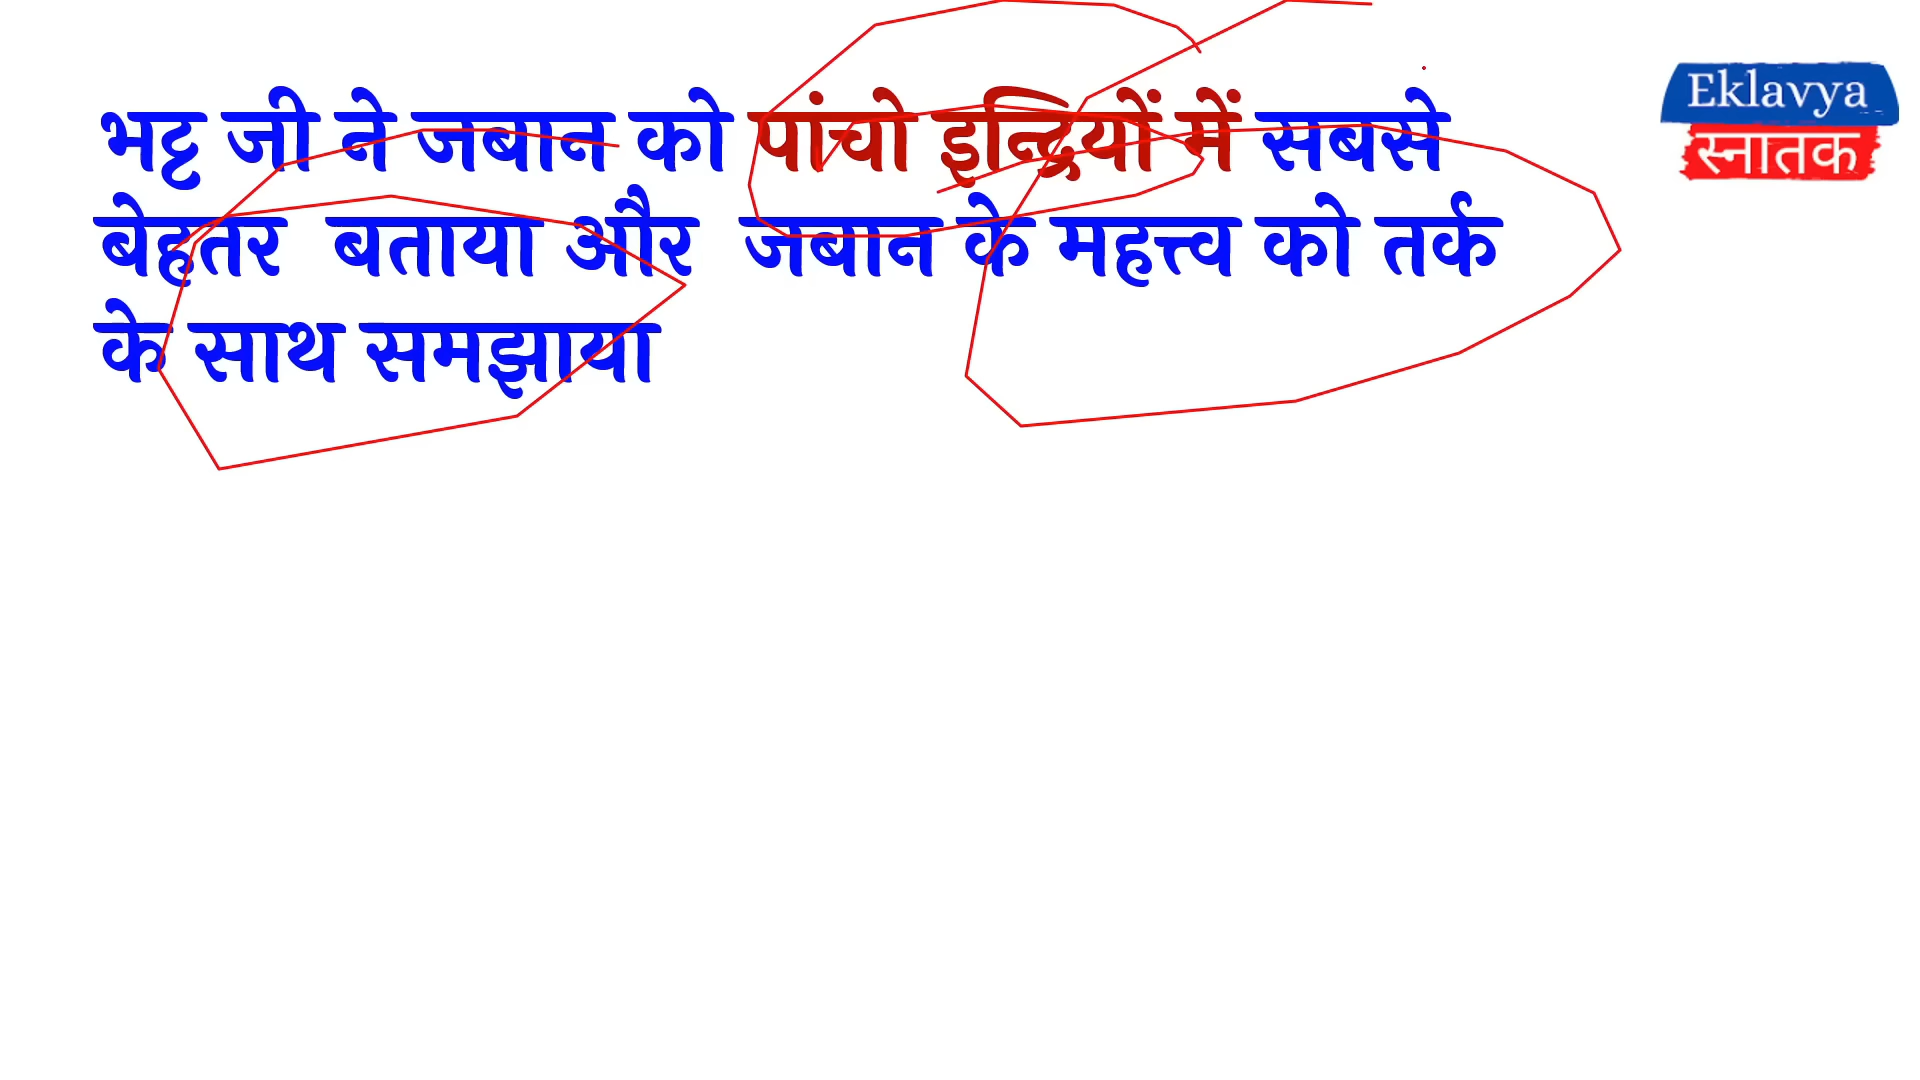 भट्ट जी ने जबान को पांचो इन्द्रियों में सबसे
बेहतर बताया और जबान के महत्त्व को तर्क
के साथ समझाया
Eklavya
स्नातक